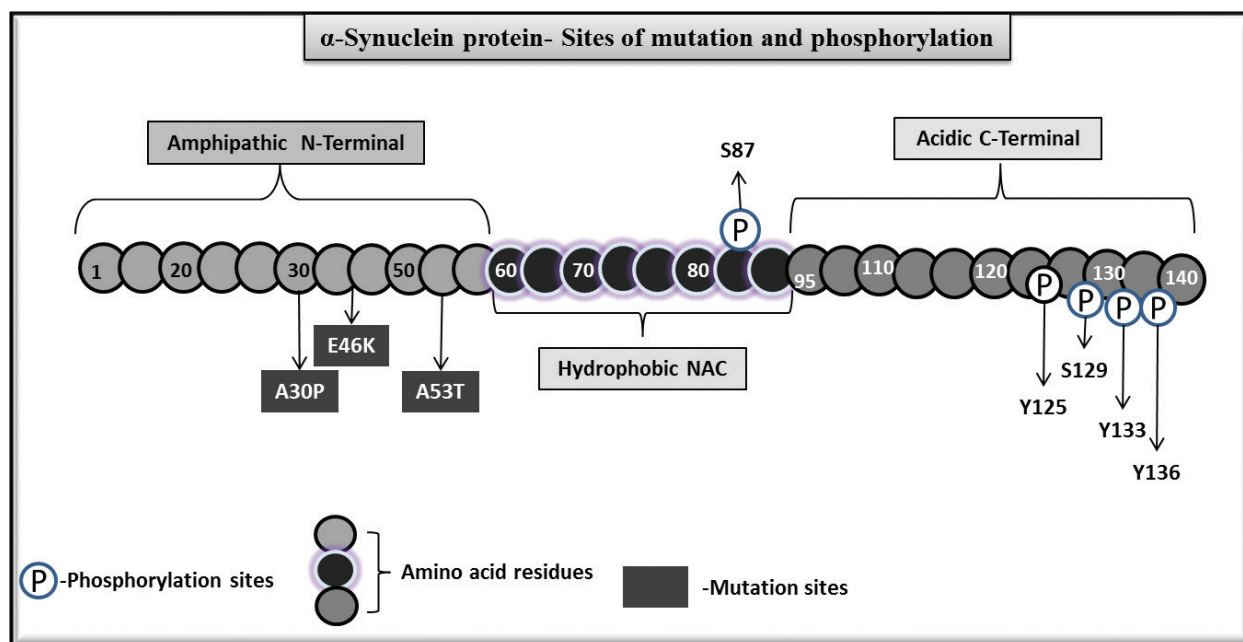 α-Synuclein protein- Sites of mutation and phosphorylation
Amphipathic N-Terminal
S87
Acidic C-Terminal
P
1 20 30 50 60 70 80 95 110 120 130 140
P P P P
E46K
A30P
A53T
Hydrophobic NAC
S129
Y125
Y133
Y136
P -Phosphorylation sites
Amino acid residues
-Mutation sites